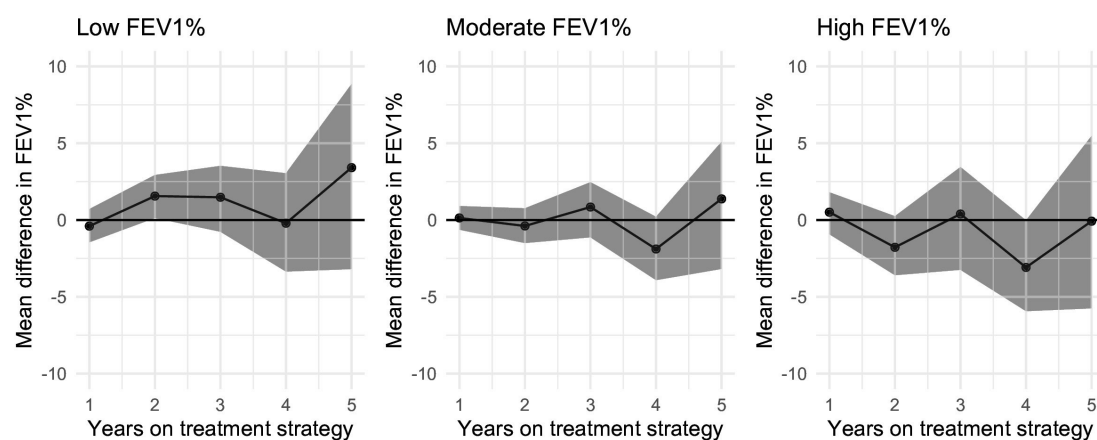 Low FEV1%
Mean difference in FEV1%
10
5
0
-5
-10
1 2 3 4 5
Years on treatment strategy
Moderate FEV1%
Mean difference in FEV1%
10
5
0
-5
-10
1 2 3 4 5
Years on treatment strategy
High FEV1%
Mean difference in FEV1%
10
5
0
-5
-10
1 2 3 4 5
Years on treatment strategy